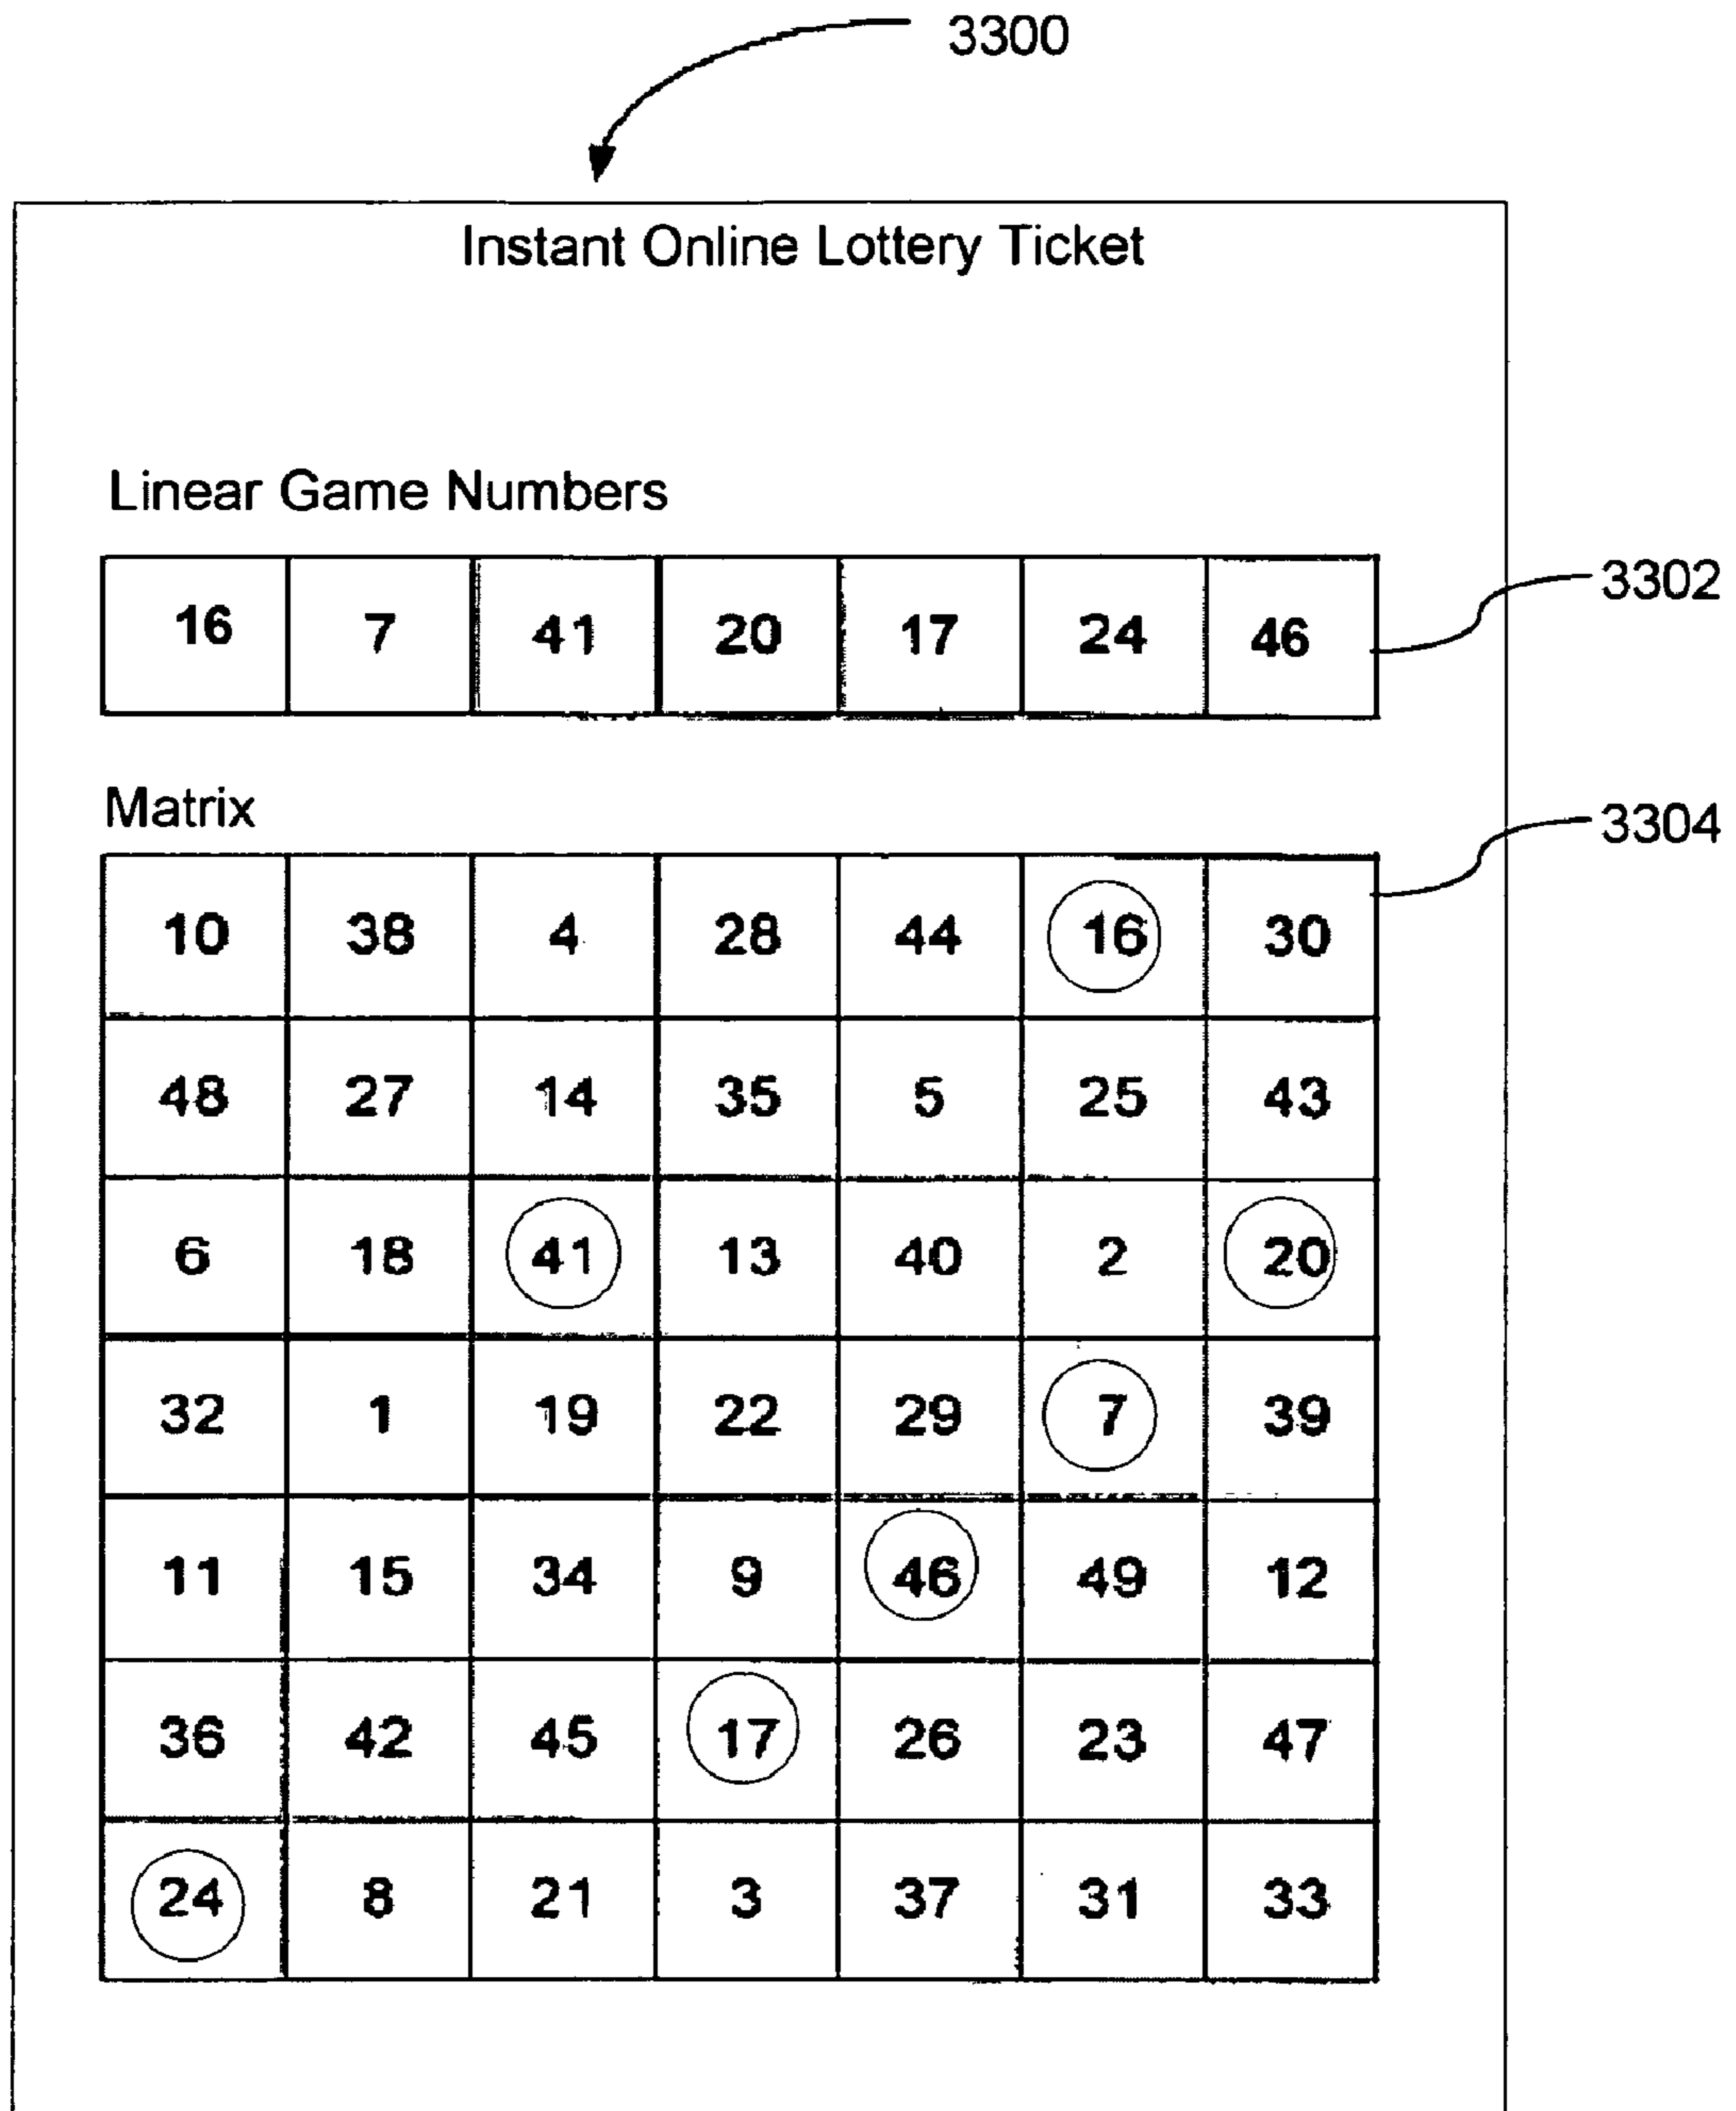 3300
Instant Online Lottery Ticket
Linear Game Numbers
3302
16 7 41 20 17 24 46
Matrix
3304
10 38 4 28 44 16 30
48 27 14 35 5 25 43
6 18 41 13 40 2 20
32 1 19 22 29 7 39
11 15 34 9 46 49 12
36 42 45 17 26 23 47
24 8 21 3 37 31 33